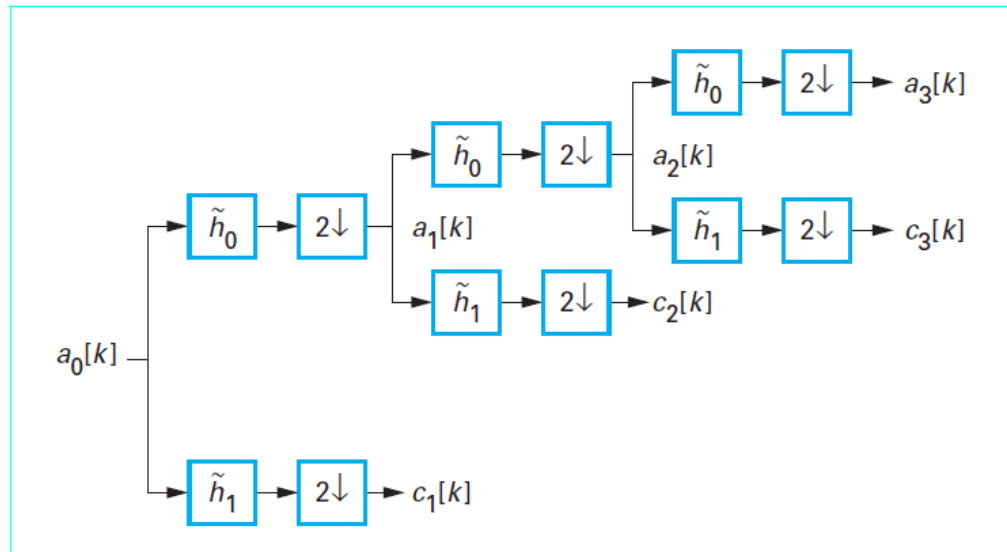 h̃₀ 2↓ a₃[k]
h̃₀ 2↓ a₂[k]
h̃₀ 2↓ a₁[k] h̃₁ 2↓ c₃[k]
h̃₁ 2↓ c₂[k]
a₀[k]
h̃₁ 2↓ c₁[k]